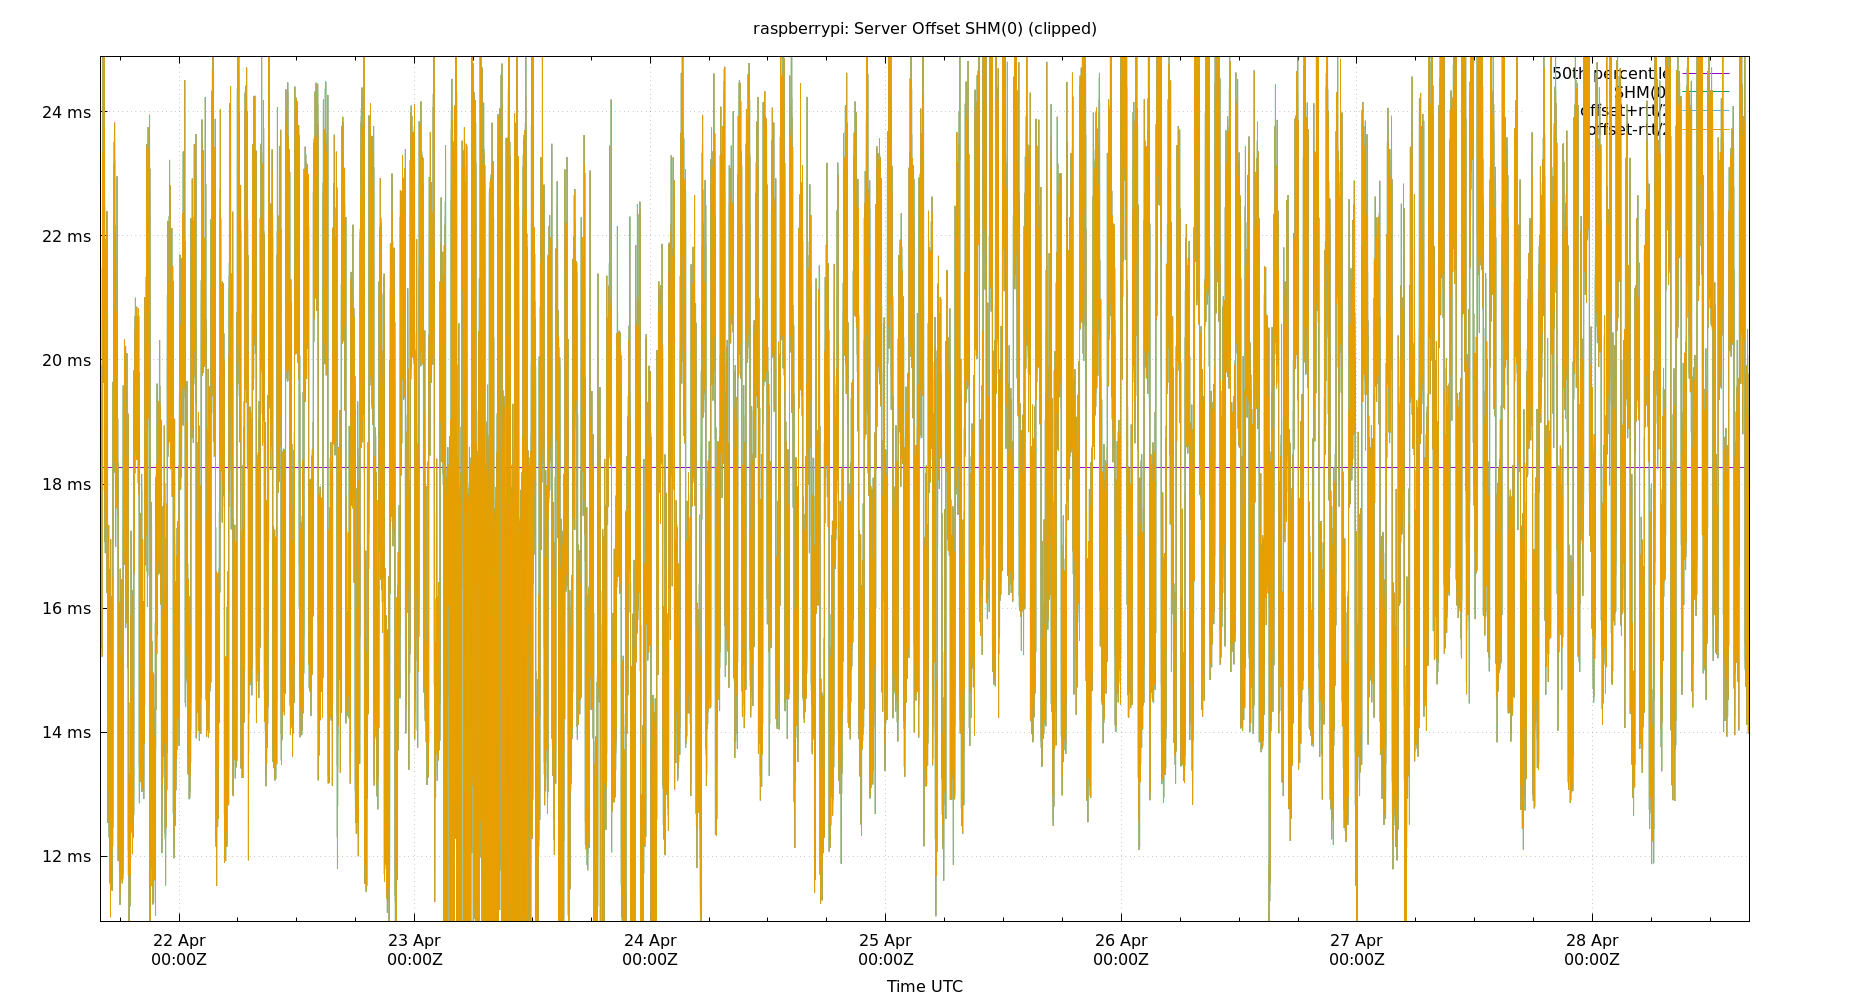 raspberrypi: Server Offset SHM(0) (clipped)
50th percentile
SHM(0)
offset+rtt/2
offset-rtt/2
24 ms
22 ms
20 ms
18 ms
16 ms
14 ms
12 ms
22 Apr 23 Apr 24 Apr 25 Apr 26 Apr 27 Apr 28 Apr
00:00Z 00:00Z 00:00Z 00:00Z 00:00Z 00:00Z 00:00Z
Time UTC